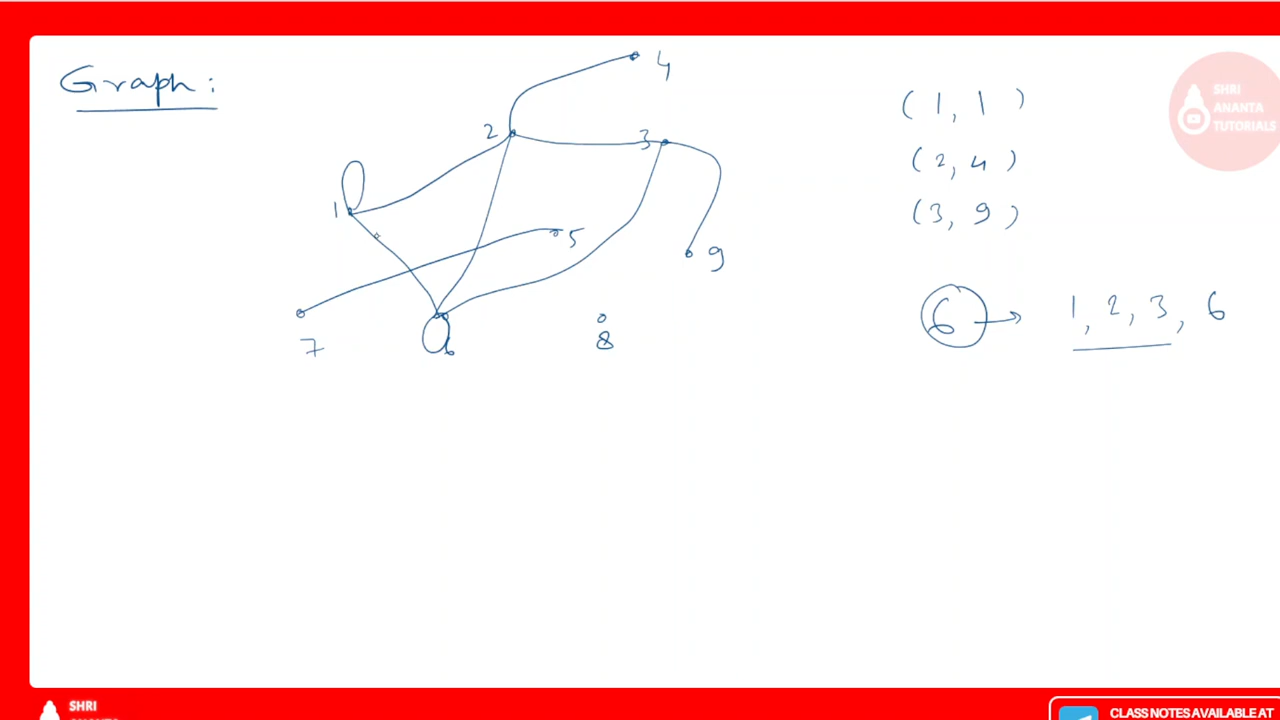 Graph:
4
2
3
1
5
9
7
6
8
(1, 1)
(2, 4)
(3, 9)
6 → 1, 2, 3, 6
SHRI
ANANTA
TUTORIALS
SHRI
ANANTA
CLASS NOTES AVAILABLE AT